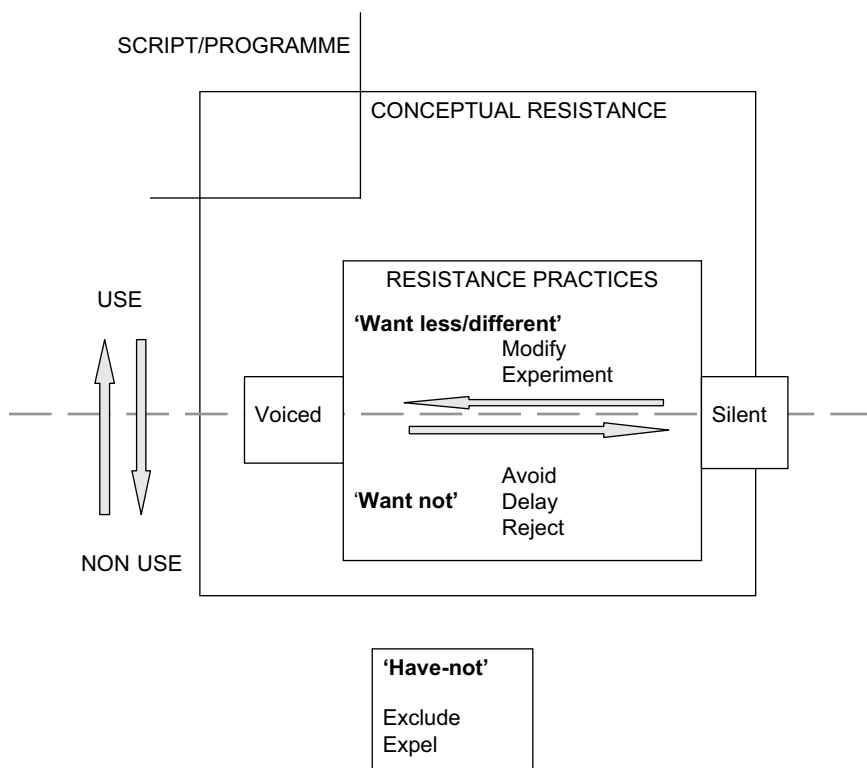 SCRIPT/PROGRAMME
CONCEPTUAL RESISTANCE
RESISTANCE PRACTICES
USE
‘Want less/different’
Modify
Experiment
Voiced
Silent
Avoid
‘Want not’
Delay
Reject
NON USE
‘Have-not’
Exclude
Expel